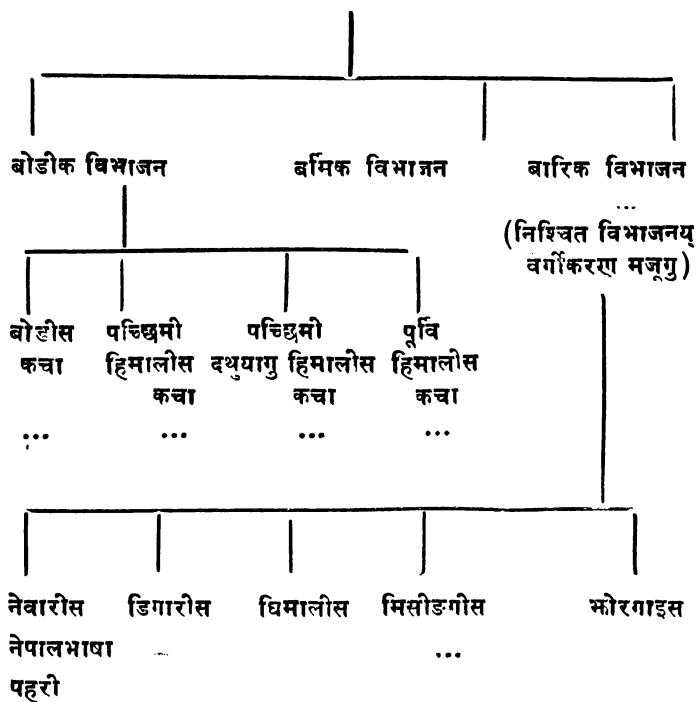 बोडीक विभाजन बर्मिक विभाजन बारिक विभाजन
...
(निश्चित विभाजनय्
वर्गीकरण मजूगु)
बोडीस पच्छिमी पच्छिमी पूर्वि
कचा हिमालीस दथुयागु हिमालीस हिमालीस
कचा कचा कचा
... ... ... ...
नेवारीस डिगारीस धिमालीस मिसीङगीस झोरगाइस
नेपालभाषा ...
पहरी